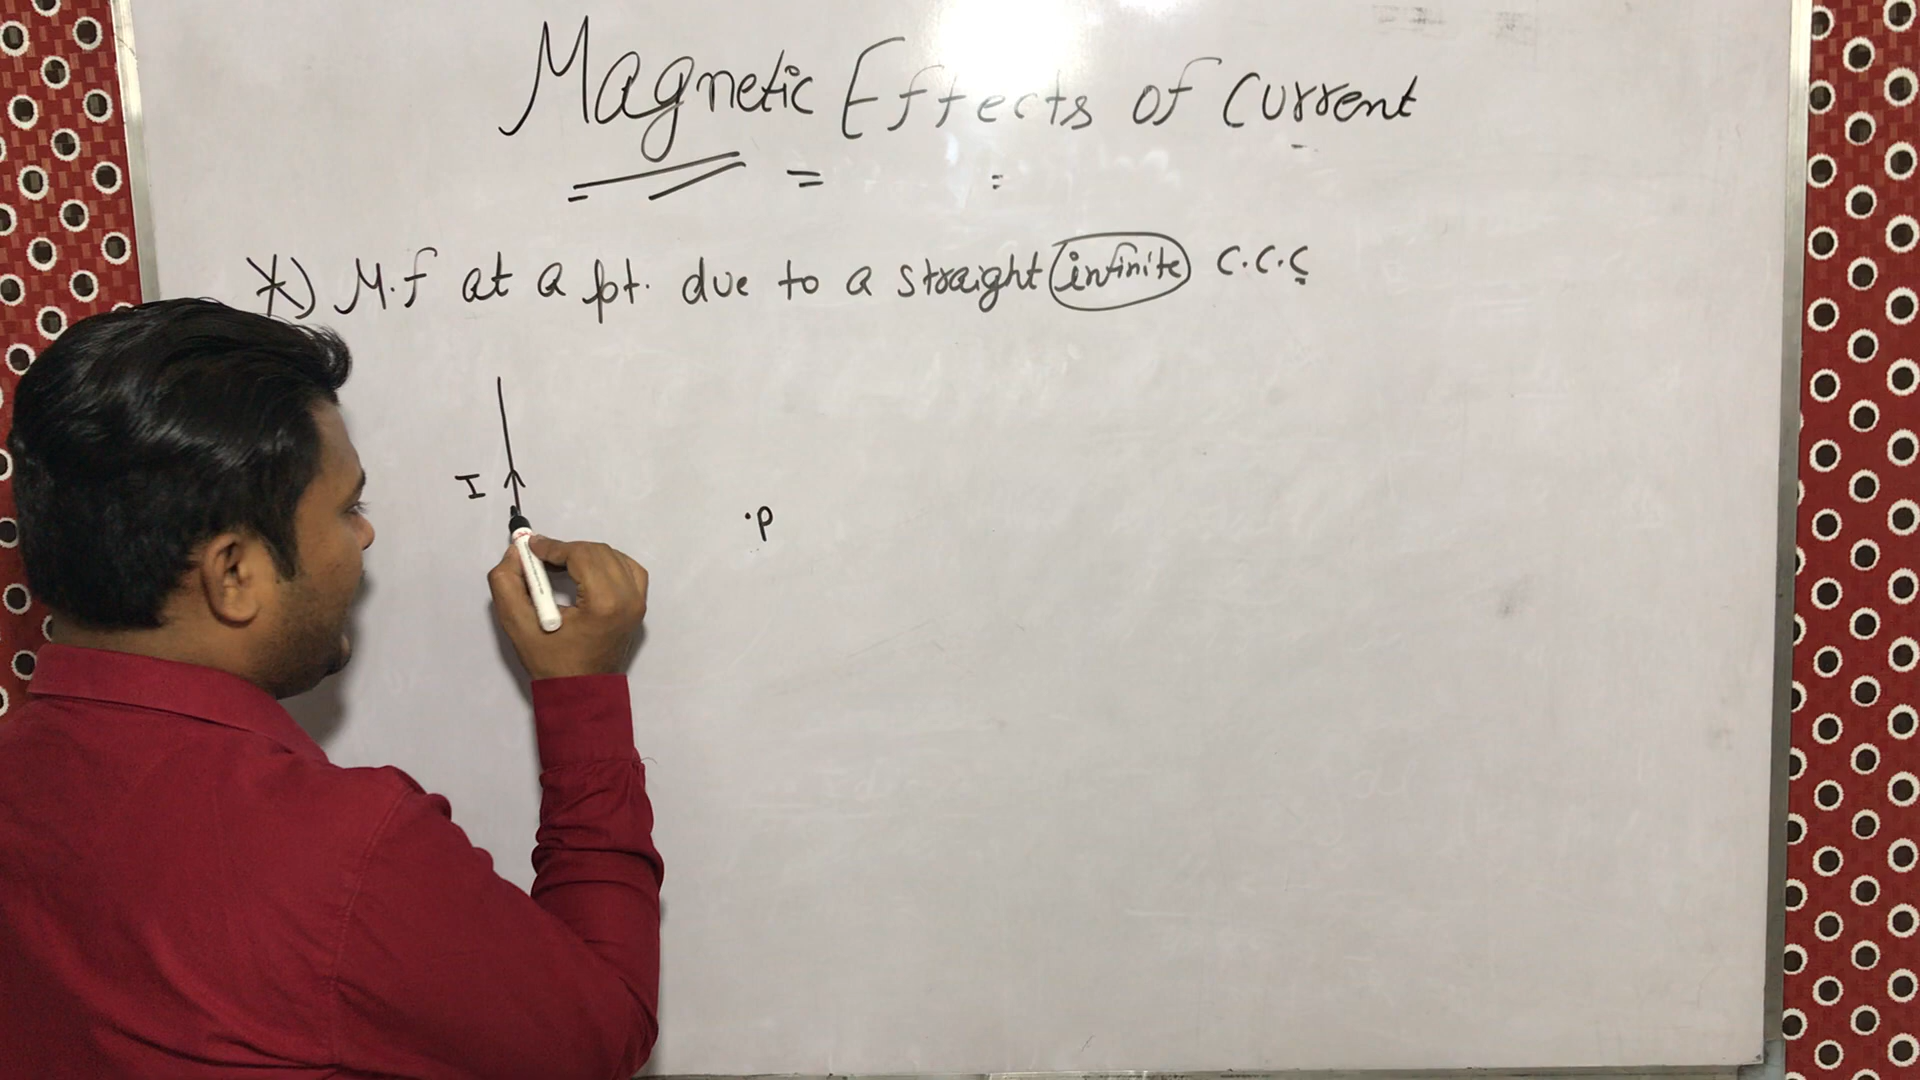 Magnetic Effects of Current
*) M.f at a pt. due to a straight infinite C.C.C
I
.P